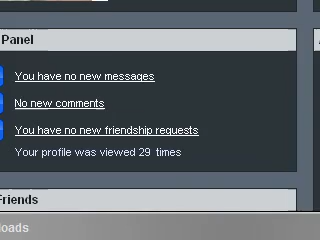 Panel
You have no new messages
No new comments
You have no new friendship requests
Your profile was viewed 29 times
Friends
loads